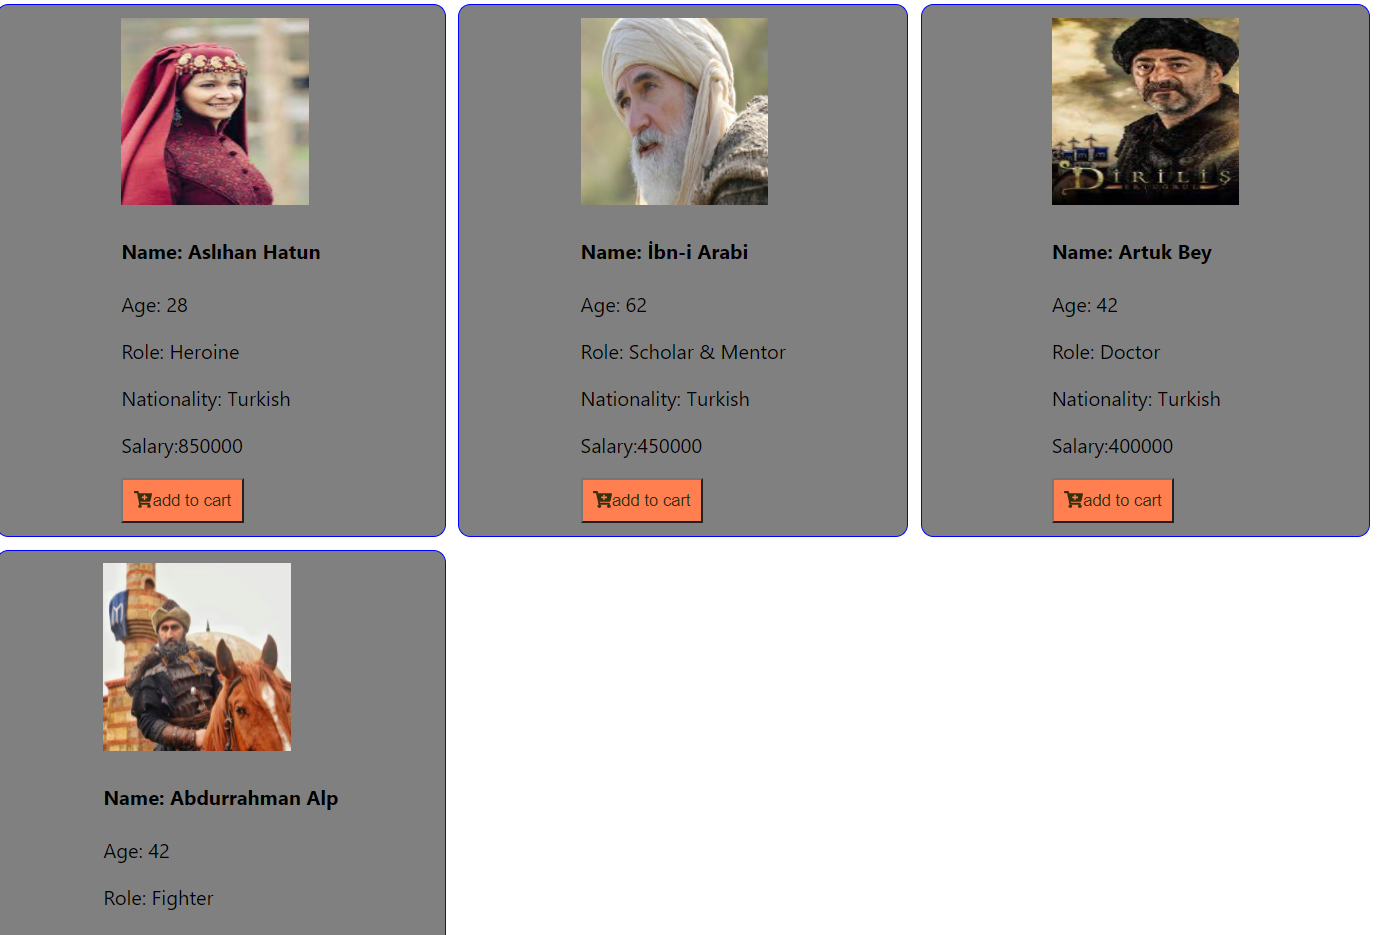 DİRİLİŞ
ERTUĞRUL
Name: Aslıhan Hatun
Age: 28
Role: Heroine
Nationality: Turkish
Salary:850000
add to cart
Name: İbn-i Arabi
Age: 62
Role: Scholar & Mentor
Nationality: Turkish
Salary:450000
add to cart
Name: Artuk Bey
Age: 42
Role: Doctor
Nationality: Turkish
Salary:400000
add to cart
Name: Abdurrahman Alp
Age: 42
Role: Fighter